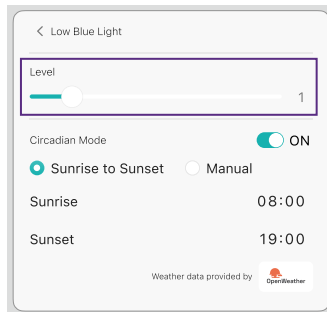 Low Blue Light
Level
1
Circadian Mode ON
Sunrise to Sunset Manual
Sunrise 08:00
Sunset 19:00
Weather data provided by OpenWeather